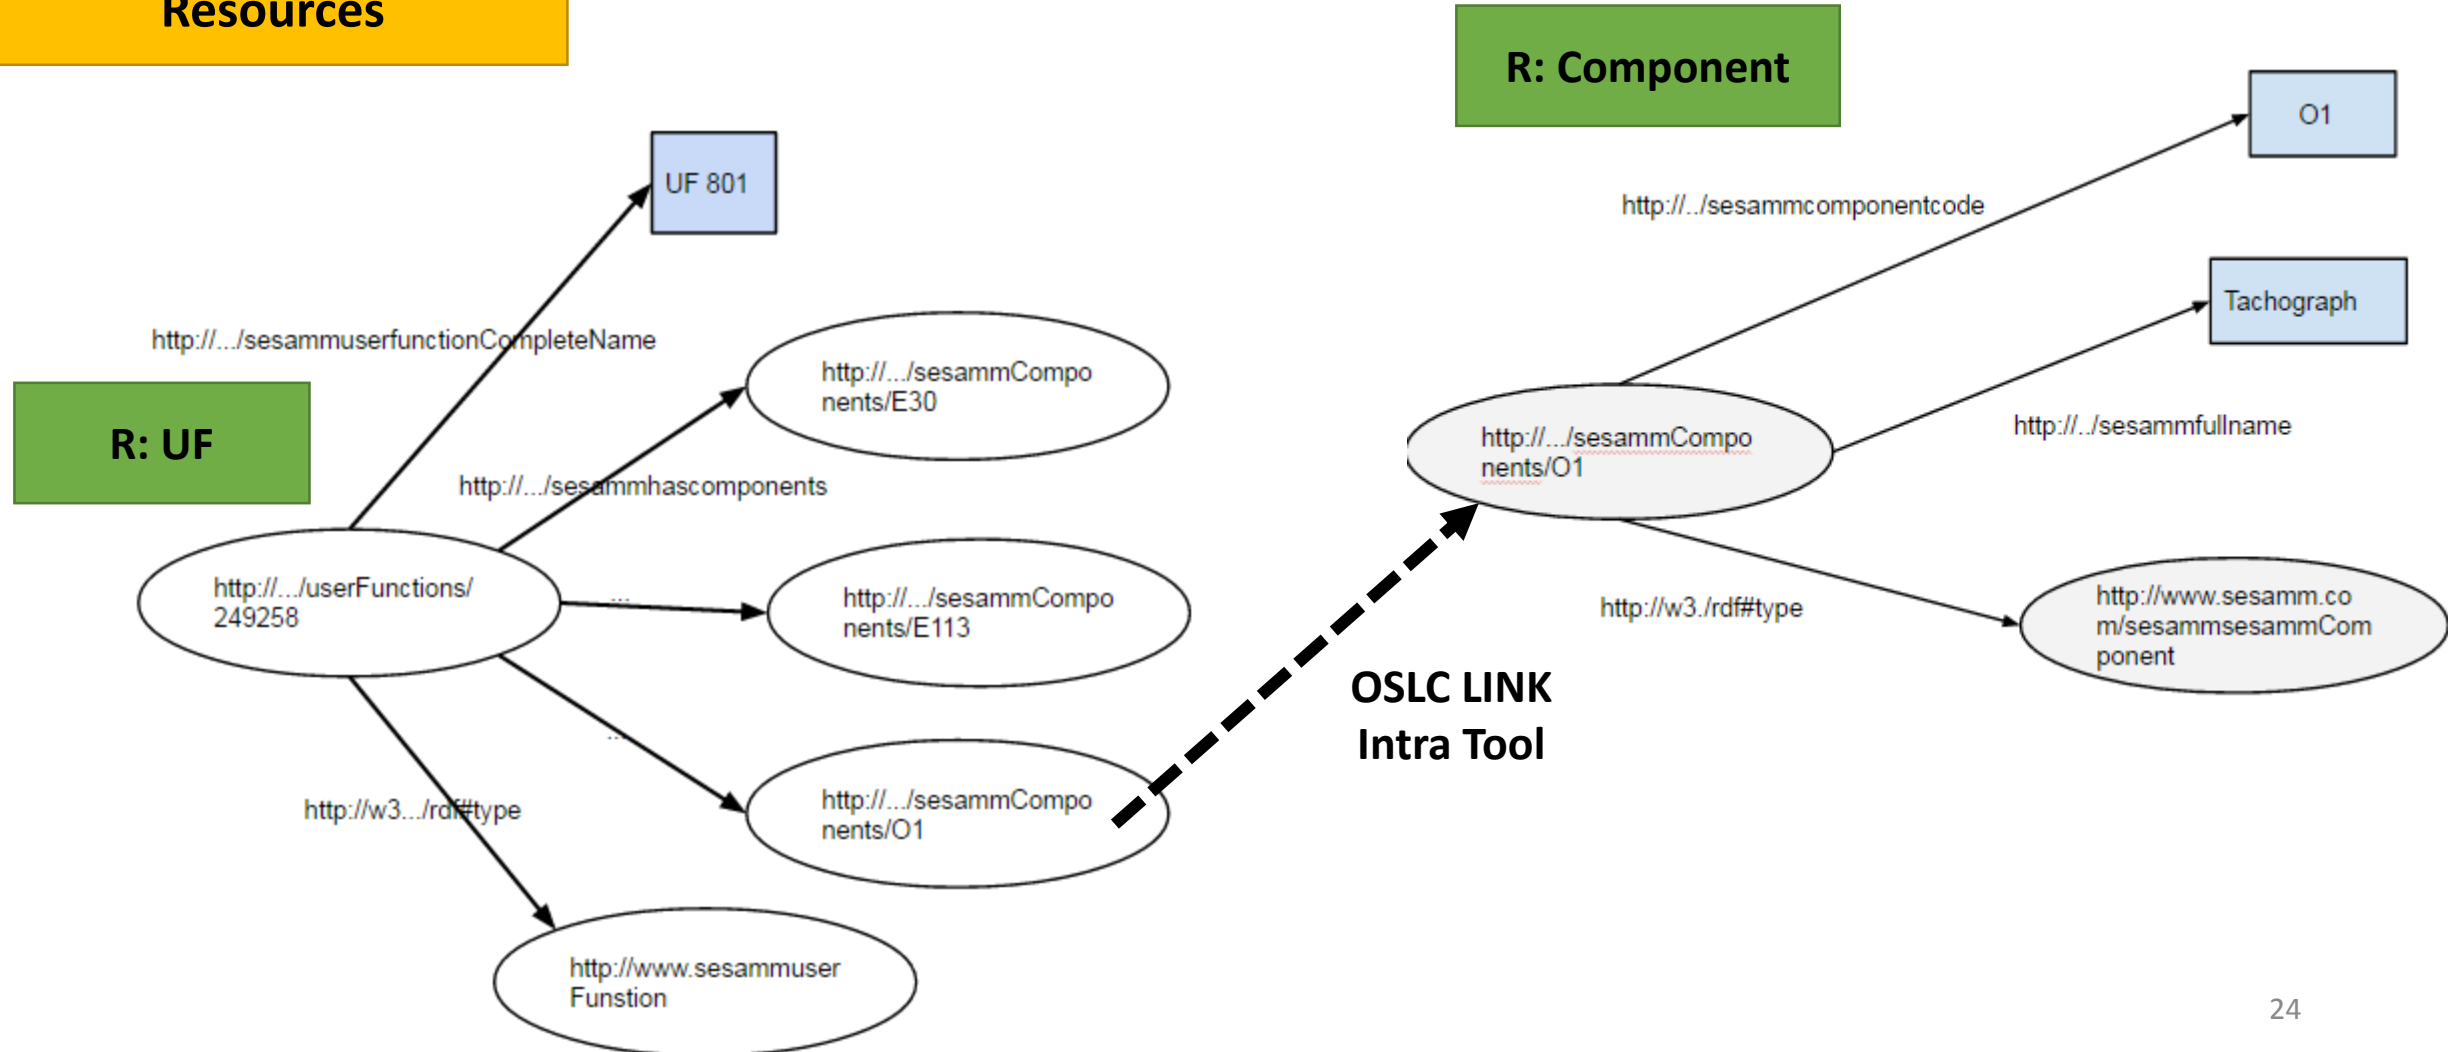 Resources
R: Component
O1
UF 801
http://../sesammcomponentcode
Tachograph
http://.../sesammuserfunctionCompleteName
http://.../sesammCompo
nents/E30
http://../sesammfullname
R: UF
http://.../sesammCompo
nents/O1
http://.../sesammhascomponents
http://.../userFunctions/
249258
...
http://.../sesammCompo
nents/E113
http://w3./rdf#type
http://www.sesamm.co
m/sesammsesammCom
ponent
OSLC LINK
Intra Tool
...
http://w3.../rdf#type
http://.../sesammCompo
nents/O1
http://www.sesammuser
Funstion
24